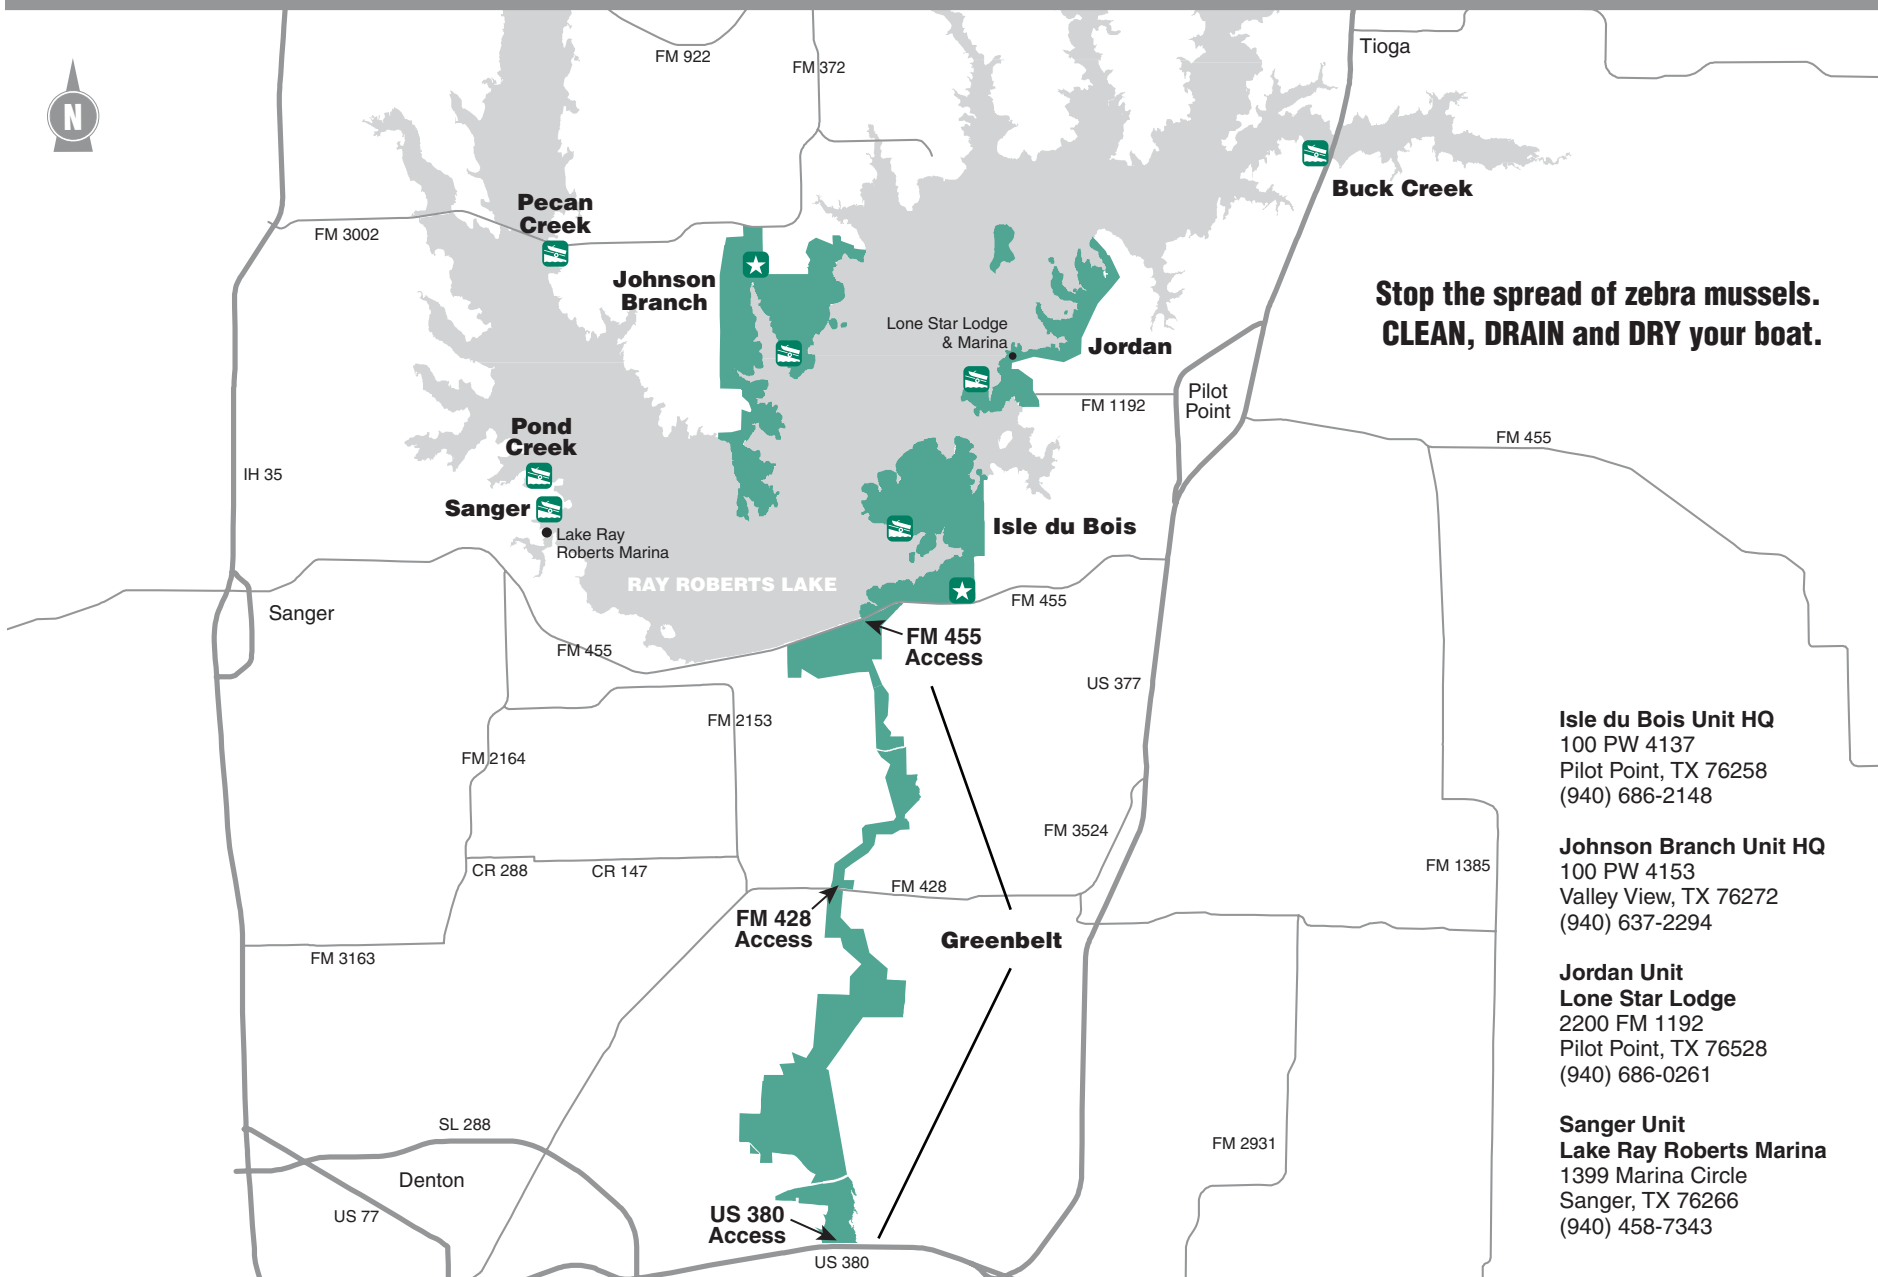 Tioga
FM 922
FM 372
N
Buck Creek
Pecan
Creek
FM 3002
Johnson
Branch
Stop the spread of zebra mussels.
CLEAN, DRAIN and DRY your boat.
Lone Star Lodge
& Marina
Jordan
Pilot
Point
FM 1192
Pond
Creek
FM 455
IH 35
Sanger
Lake Ray
Roberts Marina
Isle du Bois
RAY ROBERTS LAKE
FM 455
Sanger
FM 455
FM 455
Access
US 377
FM 2153
FM 2164
FM 3524
CR 288
CR 147
FM 428
FM 1385
FM 428
Access
Greenbelt
FM 3163
SL 288
Denton
US 77
FM 2931
US 380
Access
US 380
Isle du Bois Unit HQ
100 PW 4137
Pilot Point, TX 76258
(940) 686-2148
Johnson Branch Unit HQ
100 PW 4153
Valley View, TX 76272
(940) 637-2294
Jordan Unit
Lone Star Lodge
2200 FM 1192
Pilot Point, TX 76528
(940) 686-0261
Sanger Unit
Lake Ray Roberts Marina
1399 Marina Circle
Sanger, TX 76266
(940) 458-7343